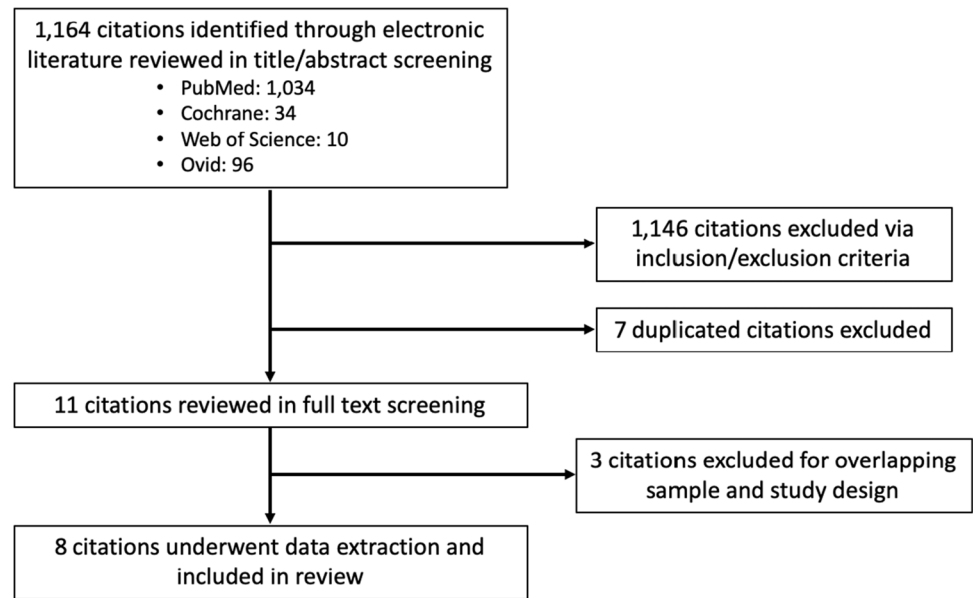 1,164 citations identified through electronic
literature reviewed in title/abstract screening
• PubMed: 1,034
• Cochrane: 34
• Web of Science: 10
• Ovid: 96
1,146 citations excluded via
inclusion/exclusion criteria
7 duplicated citations excluded
11 citations reviewed in full text screening
3 citations excluded for overlapping
sample and study design
8 citations underwent data extraction and
included in review